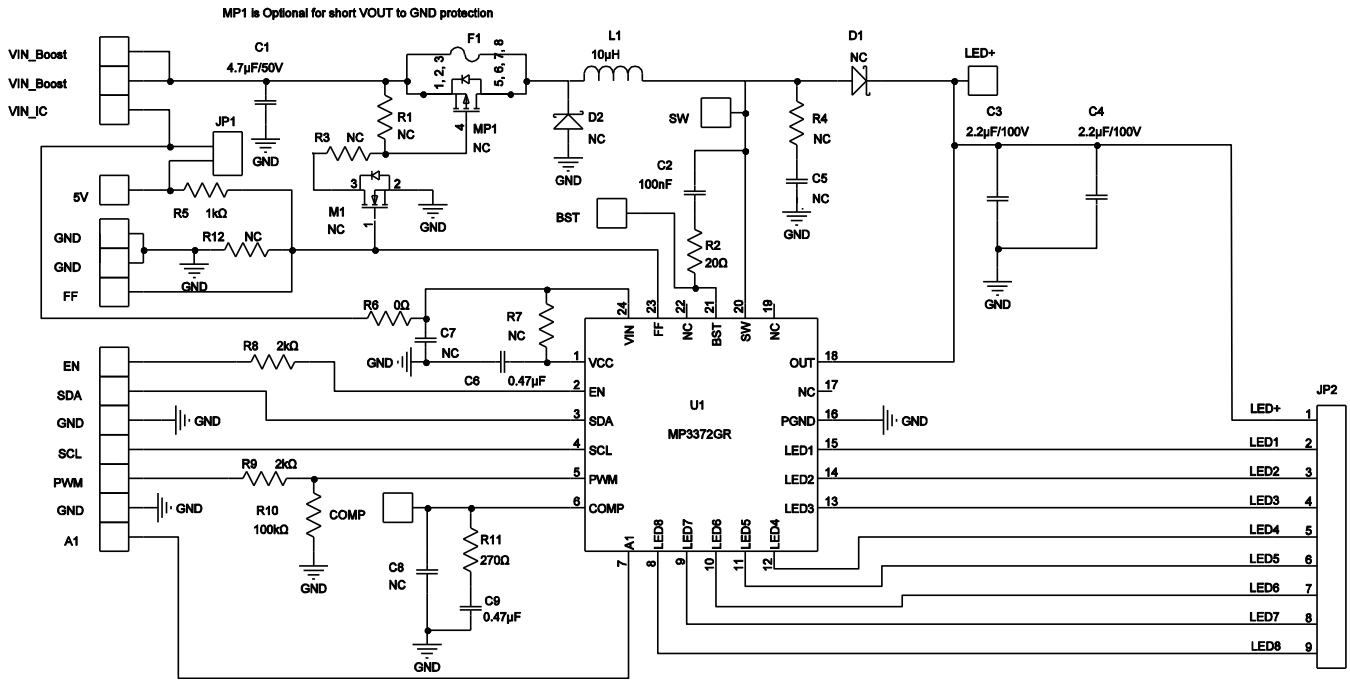 MP1 is Optional for short VOUT to GND protection
VIN_Boost
VIN_Boost
VIN_IC
C1
4.7µF/50V
GND
F1
1, 2, 3
5, 6, 7, 8
4
MP1
NC
R1
NC
R3 NC
L1
10µH
D2
NC
GND
D1
NC
LED+
SW
R4
NC
C5
NC
GND
C3
2.2µF/100V
C4
2.2µF/100V
GND
JP1
5V
R5 1kΩ
GND
GND
FF
R12 NC
GND
3
2
1
M1
NC
GND
C2
100nF
BST
R2
20Ω
R6 0Ω
R7
NC
C7
NC
GND
C6 0.47µF
EN
SDA
GND
SCL
PWM
GND
A1
R8 2kΩ
GND
R9 2kΩ
GND
R10
100kΩ
GND
COMP
C8
NC
R11
270Ω
C9
0.47µF
GND
24
23
22
21
20
19
VIN
FF
NC
BST
SW
NC
1 VCC
2 EN
3 SDA
4 SCL
5 PWM
6 COMP
U1
MP3372GR
OUT 18
NC 17
PGND 16
GND
LED1 15
LED2 14
LED3 13
A1
LED8
LED7
LED6
LED5
LED4
7
8
9
10
11
12
JP2
LED+ 1
LED1 2
LED2 3
LED3 4
LED4 5
LED5 6
LED6 7
LED7 8
LED8 9